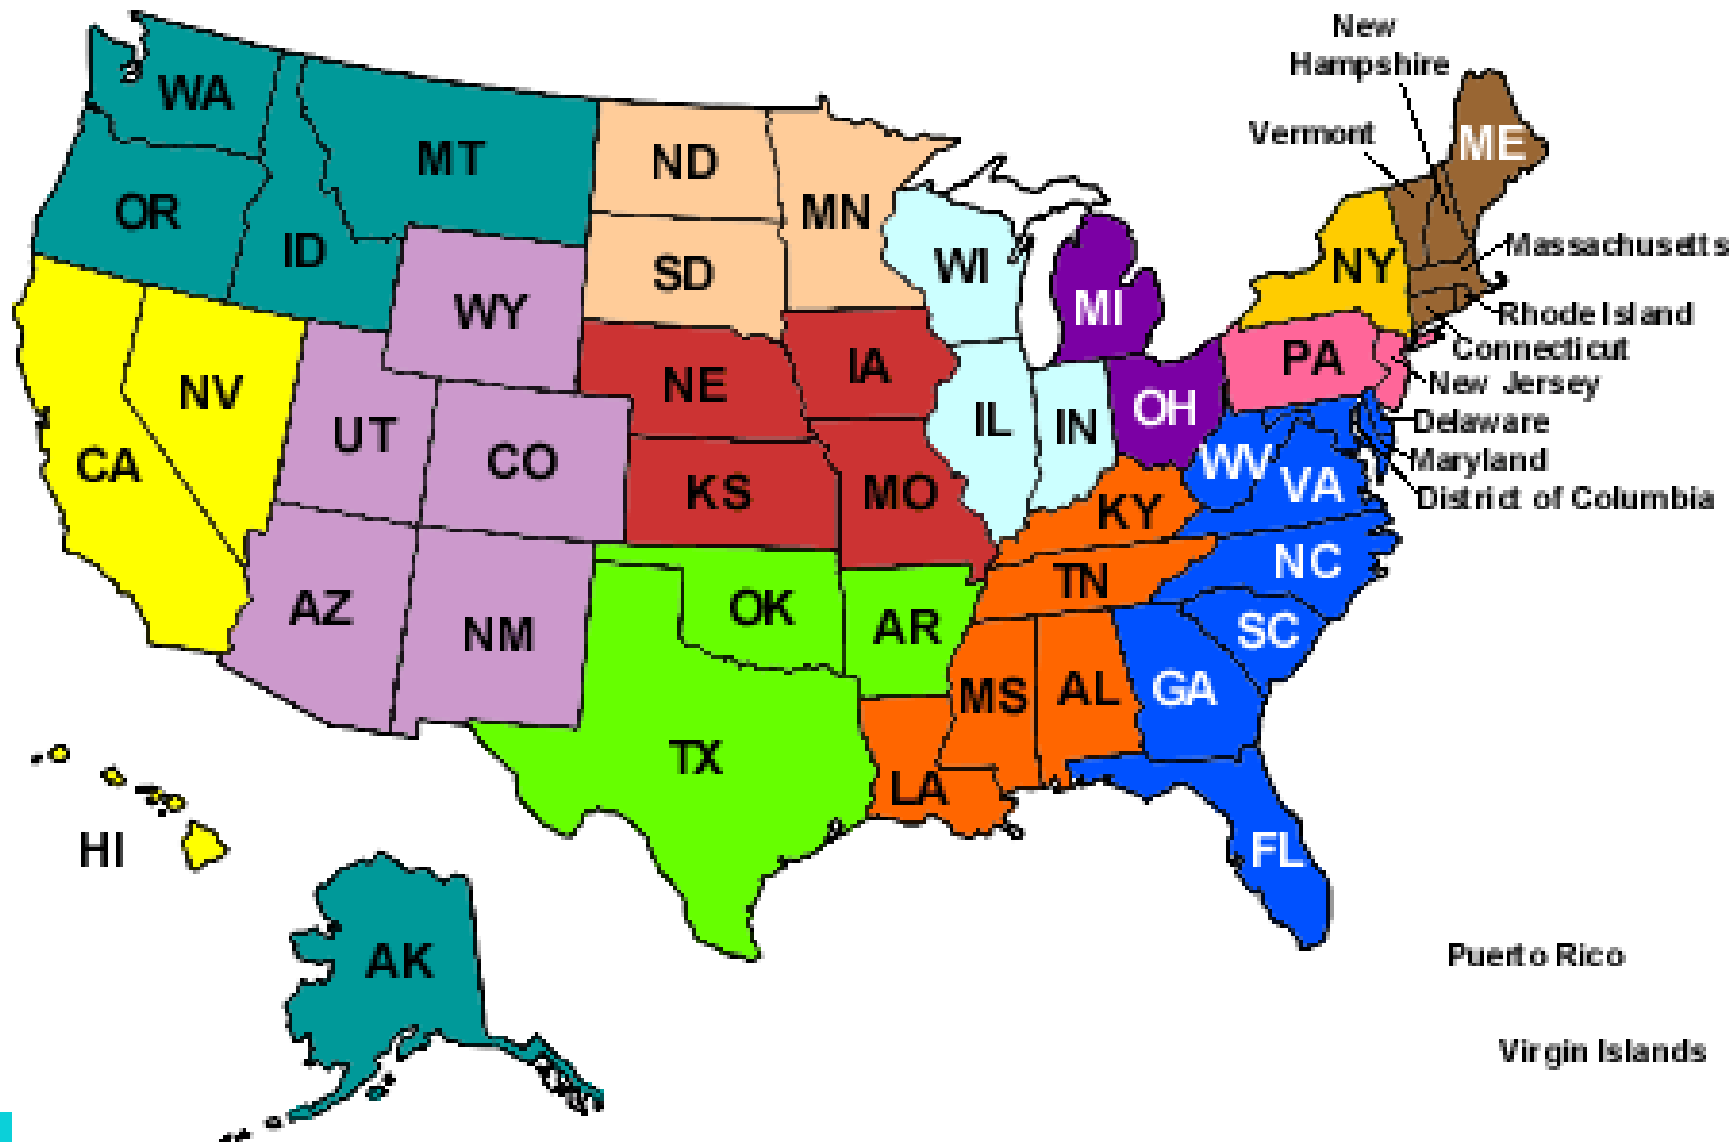 New
Hampshire
WA
MT
ND
MN
Vermont
ME
OR
ID
SD
WI
NY
Massachusetts
WY
MI
Rhode Island
Connecticut
NV
NE
IA
PA
New Jersey
UT
CO
IL
IN
OH
Delaware
CA
KS
MO
WV
VA
Maryland
District of Columbia
KY
AZ
NM
OK
AR
TN
NC
SC
TX
MS
AL
GA
LA
HI
FL
AK
Puerto Rico
Virgin Islands